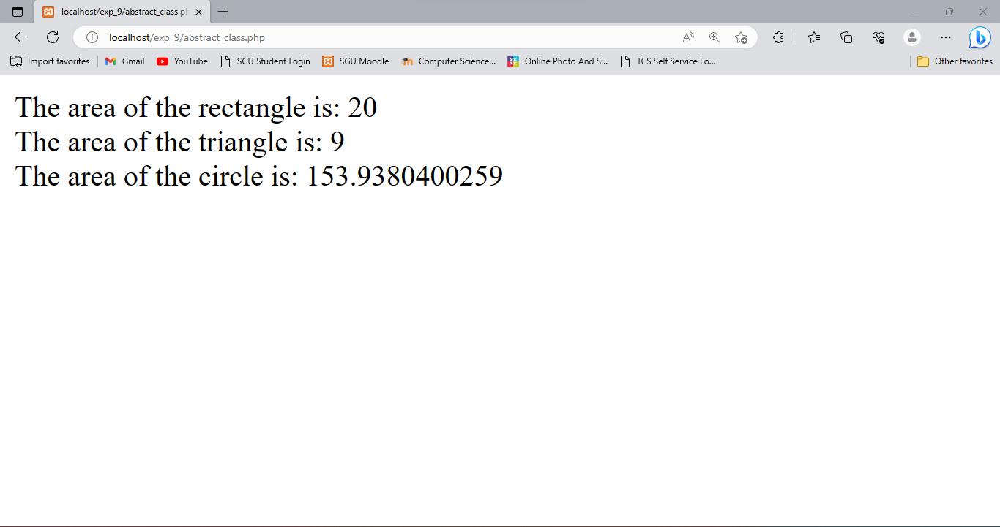 localhost/exp_9/abstract_class.ph
localhost/exp_9/abstract_class.php
Import favorites Gmail YouTube SGU Student Login SGU Moodle Computer Science... Online Photo And S... TCS Self Service Lo... Other favorites
The area of the rectangle is: 20
The area of the triangle is: 9
The area of the circle is: 153.9380400259